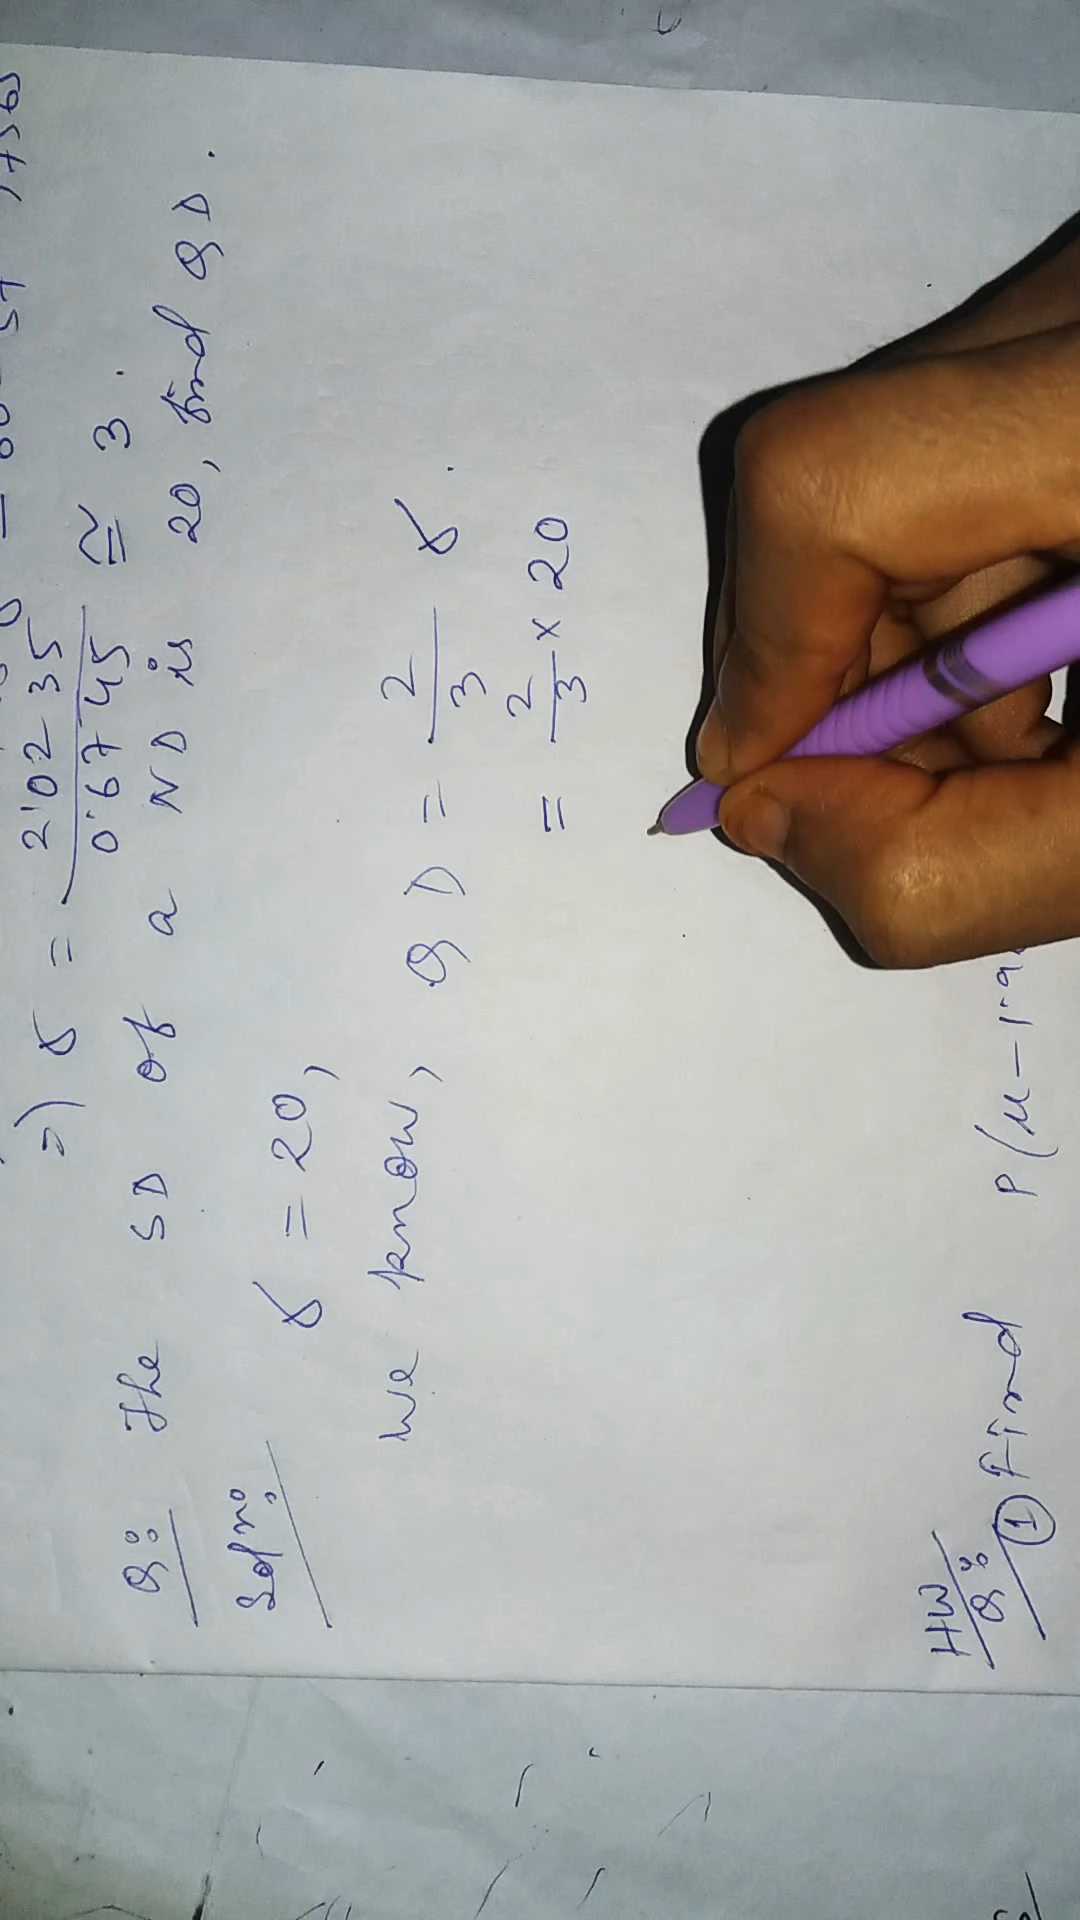 =) σ = 2.0235 / 0.6745 ≅ 3.
Q: The SD of a ND is 20, find QD.
Soln:
σ = 20,
we know, QD = 2/3 σ.
= 2/3 × 20
HW
Q: ① Find P(μ-1.9